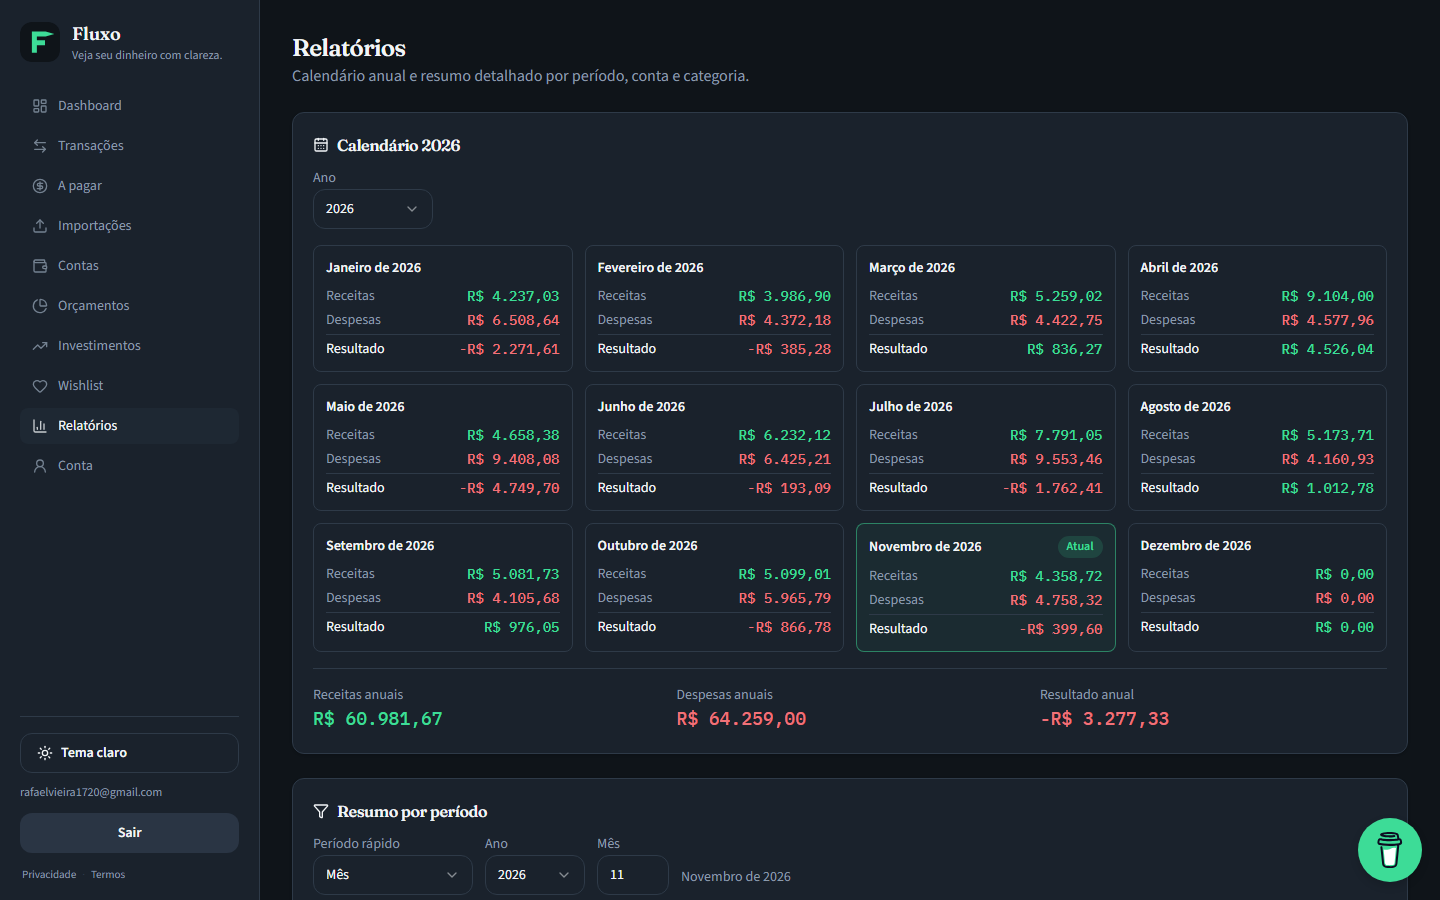 Fluxo
Veja seu dinheiro com clareza.
Dashboard
Transações
A pagar
Importações
Contas
Orçamentos
Investimentos
Wishlist
Relatórios
Conta
Tema claro
rafaelvieira1720@gmail.com
Sair
Privacidade Termos
Relatórios
Calendário anual e resumo detalhado por período, conta e categoria.
Calendário 2026
Ano
2026
Janeiro de 2026
Receitas R$ 4.237,03
Despesas R$ 6.508,64
Resultado -R$ 2.271,61
Fevereiro de 2026
Receitas R$ 3.986,90
Despesas R$ 4.372,18
Resultado -R$ 385,28
Março de 2026
Receitas R$ 5.259,02
Despesas R$ 4.422,75
Resultado R$ 836,27
Abril de 2026
Receitas R$ 9.104,00
Despesas R$ 4.577,96
Resultado R$ 4.526,04
Maio de 2026
Receitas R$ 4.658,38
Despesas R$ 9.408,08
Resultado -R$ 4.749,70
Junho de 2026
Receitas R$ 6.232,12
Despesas R$ 6.425,21
Resultado -R$ 193,09
Julho de 2026
Receitas R$ 7.791,05
Despesas R$ 9.553,46
Resultado -R$ 1.762,41
Agosto de 2026
Receitas R$ 5.173,71
Despesas R$ 4.160,93
Resultado R$ 1.012,78
Setembro de 2026
Receitas R$ 5.081,73
Despesas R$ 4.105,68
Resultado R$ 976,05
Outubro de 2026
Receitas R$ 5.099,01
Despesas R$ 5.965,79
Resultado -R$ 866,78
Novembro de 2026 Atual
Receitas R$ 4.358,72
Despesas R$ 4.758,32
Resultado -R$ 399,60
Dezembro de 2026
Receitas R$ 0,00
Despesas R$ 0,00
Resultado R$ 0,00
Receitas anuais
R$ 60.981,67
Despesas anuais
R$ 64.259,00
Resultado anual
-R$ 3.277,33
Resumo por período
Período rápido Ano Mês
Mês 2026 11 Novembro de 2026